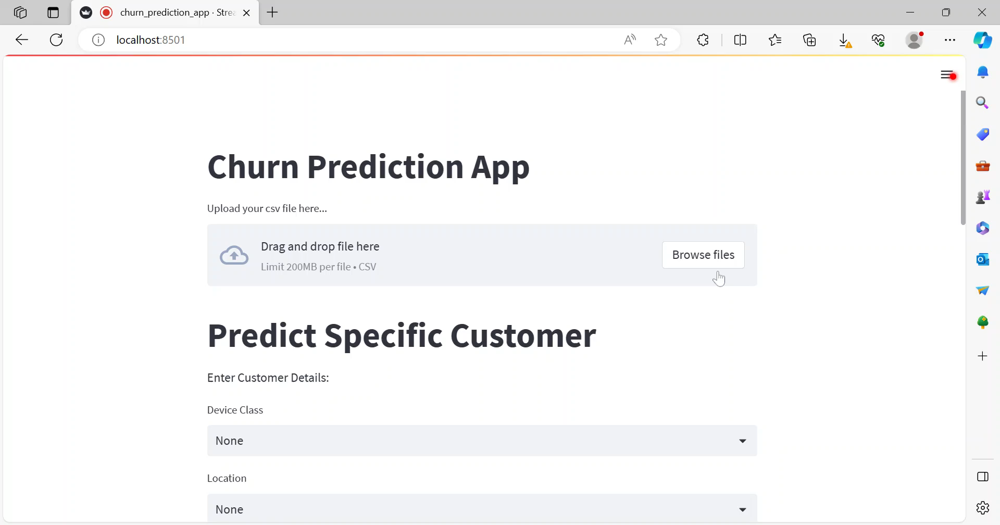 churn_prediction_app · Strea
localhost:8501
Churn Prediction App
Upload your csv file here...
Drag and drop file here
Limit 200MB per file • CSV
Browse files
Predict Specific Customer
Enter Customer Details:
Device Class
None
Location
None